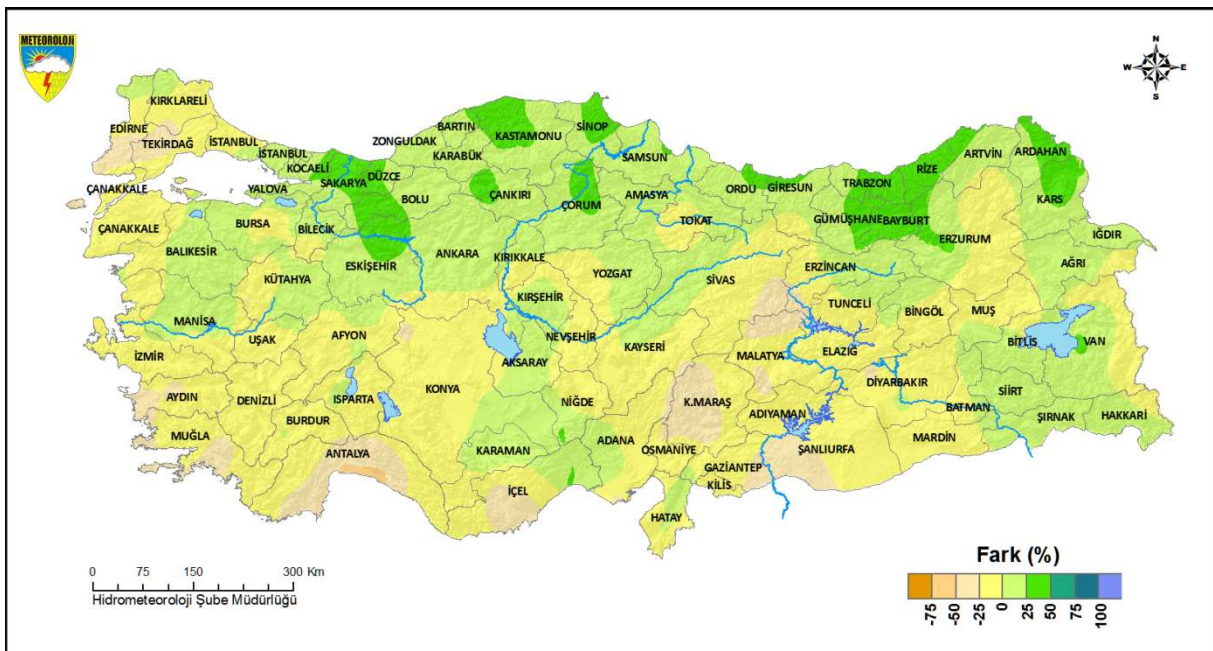 METEOROLOJİ
N
W E
S
KIRKLARELİ
EDİRNE
TEKİRDAĞ
İSTANBUL
İSTANBUL
KOCAELİ
YALOVA
SAKARYA
DÜZCE
ZONGULDAK
BARTIN
KARABÜK
KASTAMONU
SİNOP
SAMSUN
BOLU
ÇANKIRI
ÇORUM
AMASYA
TOKAT
ORDU
GİRESUN
TRABZON
RİZE
ARTVİN
ARDAHAN
KARS
GÜMÜŞHANE
BAYBURT
ERZURUM
IĞDIR
AĞRI
ÇANAKKALE
ÇANAKKALE
BALIKESİR
BURSA
BİLECİK
KÜTAHYA
ESKİŞEHİR
ANKARA
KIRIKKALE
YOZGAT
SİVAS
ERZİNCAN
TUNCELİ
BİNGÖL
MUŞ
BİTLİS
VAN
MANİSA
İZMİR
UŞAK
AFYON
KIRŞEHİR
NEVŞEHİR
AKSARAY
KAYSERİ
MALATYA
ELAZIĞ
DİYARBAKIR
BATMAN
SİİRT
ŞIRNAK
HAKKARİ
AYDIN
DENİZLİ
ISPARTA
BURDUR
KONYA
NİĞDE
K.MARAŞ
ADIYAMAN
MARDİN
MUĞLA
ANTALYA
KARAMAN
ADANA
OSMANİYE
GAZİANTEP
KİLİS
ŞANLIURFA
İÇEL
HATAY
0 75 150 300 Km
Hidrometeoroloji Şube Müdürlüğü
Fark (%)
-75 -50 -25 0 25 50 75 100